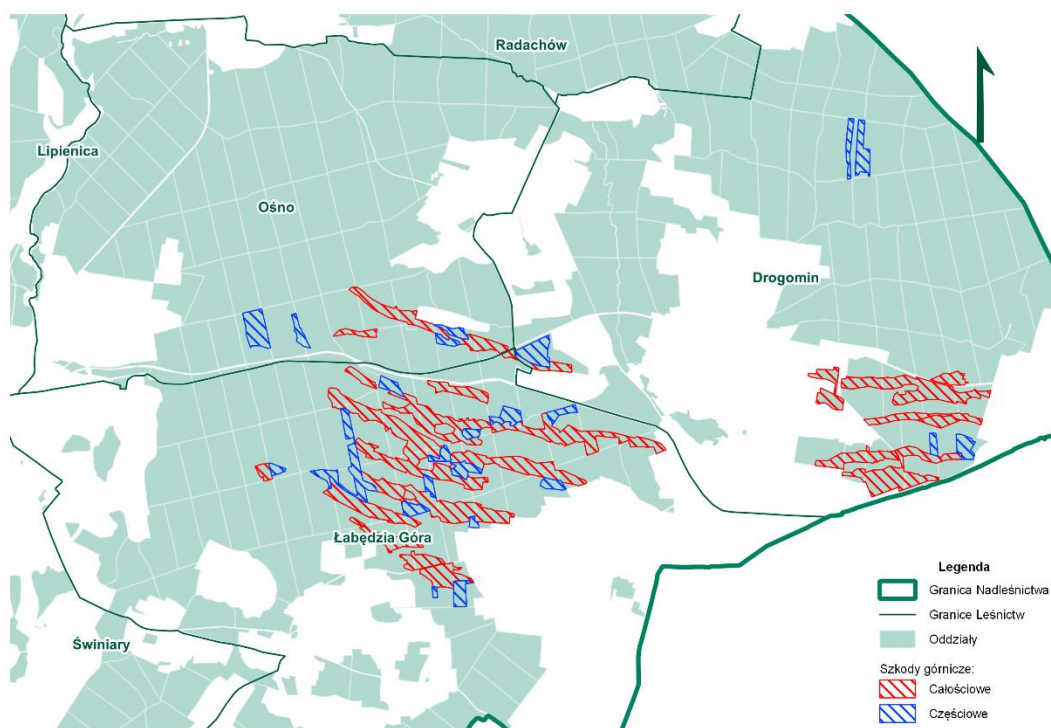 Radachów
Lipienica
Ośno
Drogomin
Łabędzia Góra
Świniary
Legenda
Granica Nadleśnictwa
Granice Leśnictw
Oddziały
Szkody górnicze:
Całościowe
Częściowe